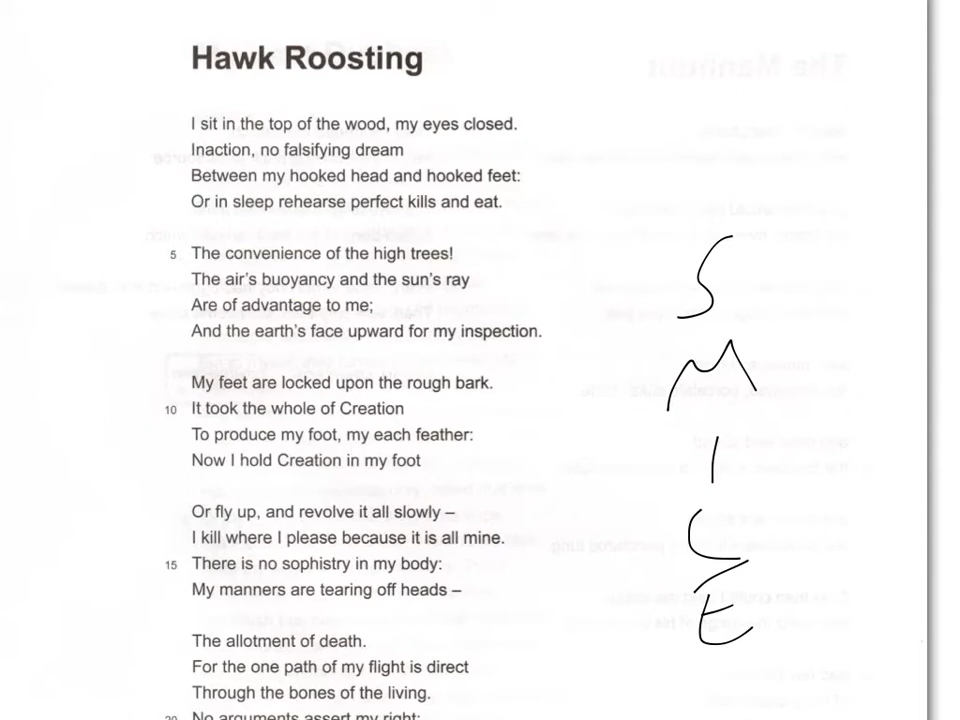 Hawk Roosting
I sit in the top of the wood, my eyes closed.
Inaction, no falsifying dream
Between my hooked head and hooked feet:
Or in sleep rehearse perfect kills and eat.
5 The convenience of the high trees!
The air's buoyancy and the sun's ray
Are of advantage to me;
And the earth's face upward for my inspection.
My feet are locked upon the rough bark.
10 It took the whole of Creation
To produce my foot, my each feather:
Now I hold Creation in my foot
Or fly up, and revolve it all slowly –
I kill where I please because it is all mine.
15 There is no sophistry in my body:
My manners are tearing off heads –
The allotment of death.
For the one path of my flight is direct
Through the bones of the living.
20 No arguments assert my right:
S
M
I
L
E